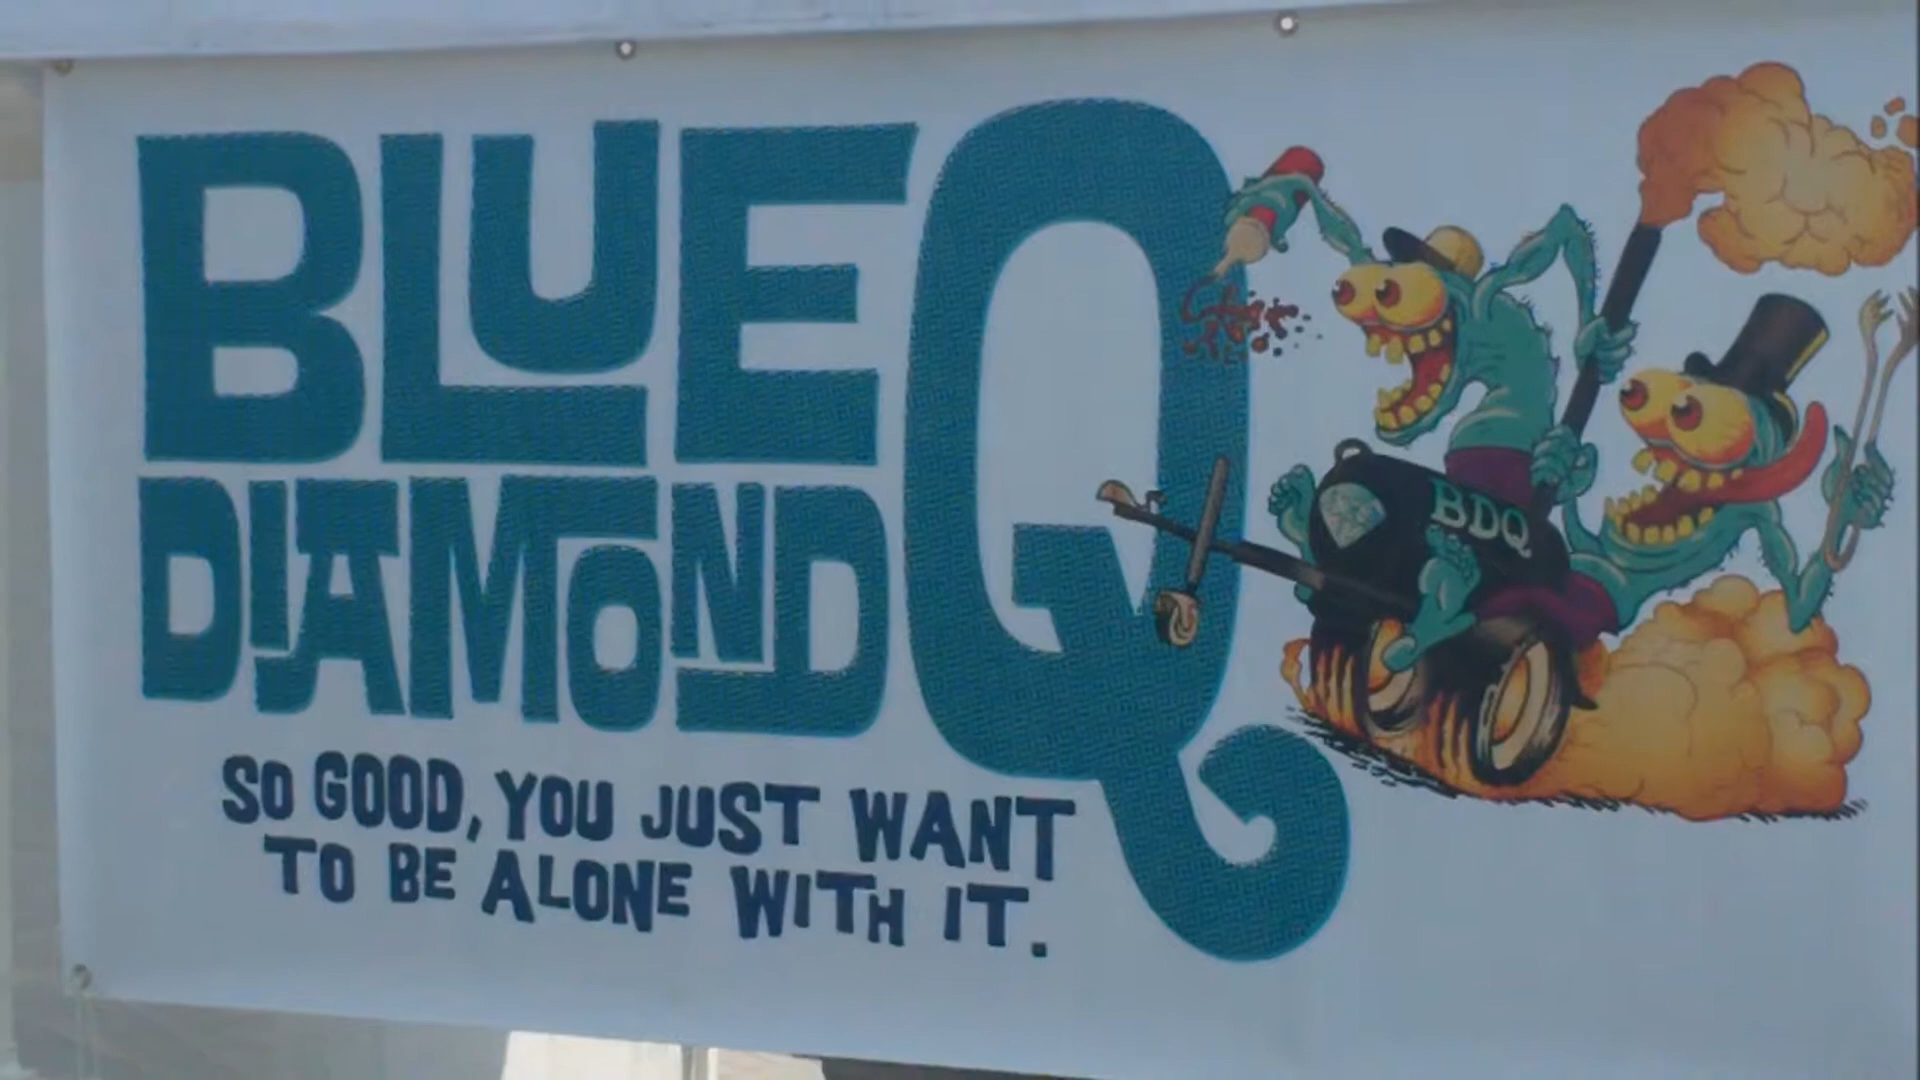 BLUE
DIAMOND
Q
BDQ
SO GOOD, YOU JUST WANT
TO BE ALONE WITH IT.